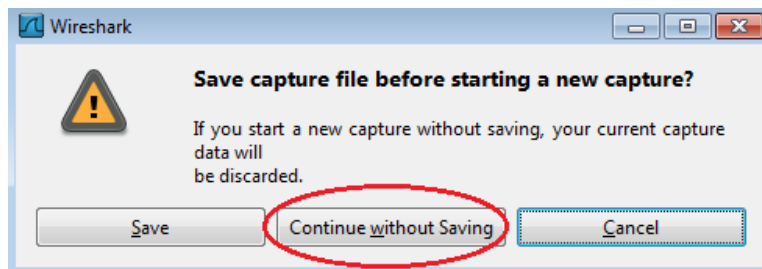 Wireshark
Save capture file before starting a new capture?
If you start a new capture without saving, your current capture
data will
be discarded.
Save
Continue without Saving
Cancel